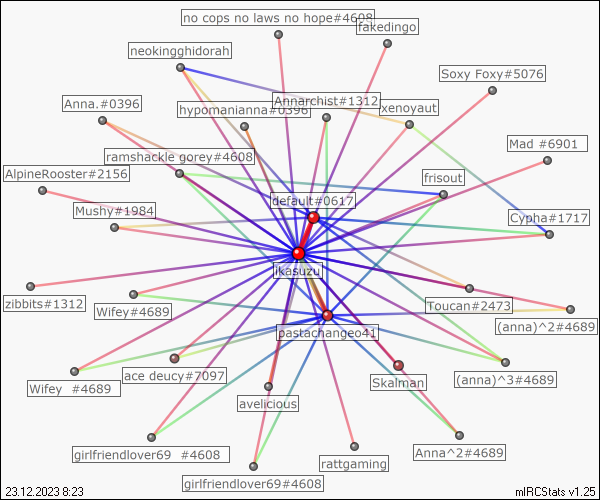 no cops no laws no hope#4608
fakedingo
neokingghidorah
Soxy Foxy#5076
Anna.#0396
hypomanianna#0396
Annarchist#1312
xenoyaut
Mad #6901
ramshackle gorey#4608
AlpineRooster#2156
frisout
default#0617
Mushy#1984
Cypha#1717
ikasuzu
zibbits#1312
Wifey#4689
Toucan#2473
(anna)^2#4689
pastachangeo41
Wifey  #4689
ace deucy#7097
Skalman
(anna)^3#4689
avelicious
girlfriendlover69  #4608
rattgaming
Anna^2#4689
girlfriendlover69#4608
23.12.2023 8:23
mIRCStats v1.25